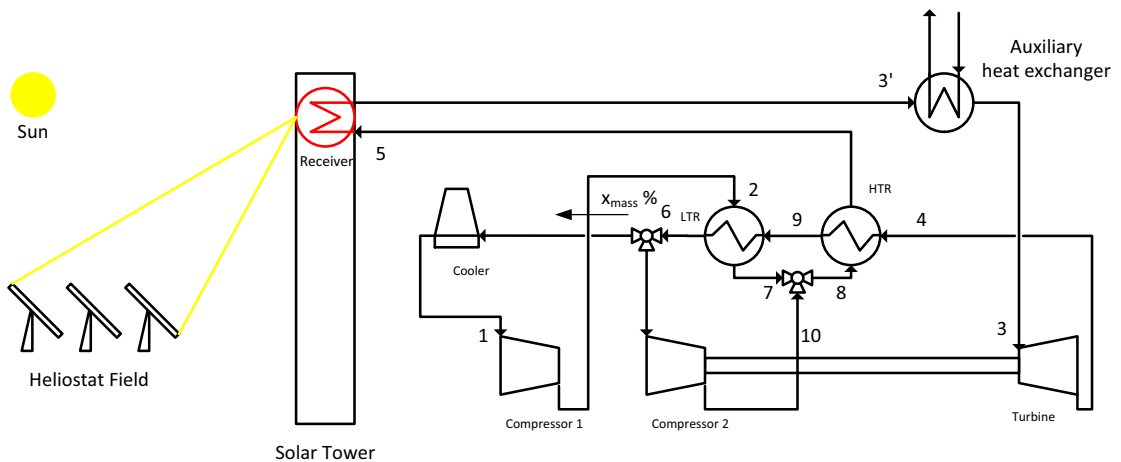 Auxiliary
heat exchanger
3'
Sun
Receiver
5
2
HTR
x_mass %
6
LTR
9
4
Cooler
7
8
1
10
3
Heliostat Field
Compressor 1
Compressor 2
Turbine
Solar Tower